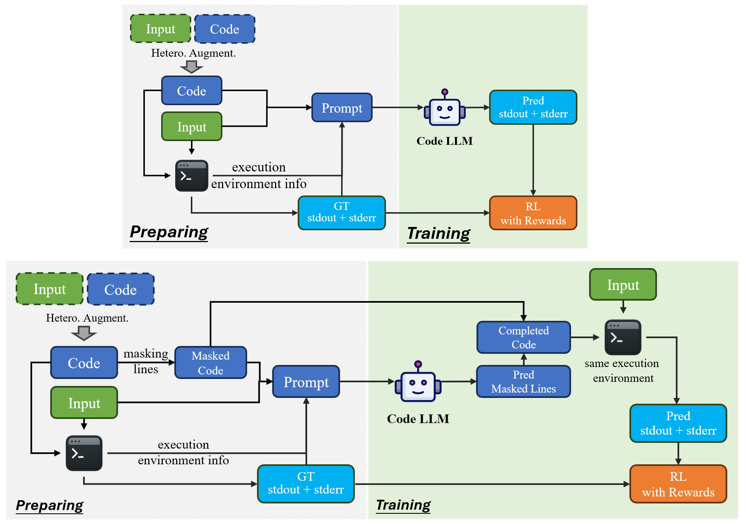 Input
Code
Hetero. Augment.
Code
Input
execution
environment info
Prompt
GT
stdout + stderr
Preparing
Code LLM
Pred
stdout + stderr
RL
with Rewards
Training
Input
Code
Hetero. Augment.
Code
masking
lines
Masked
Code
Input
execution
environment info
Prompt
GT
stdout + stderr
Preparing
Code LLM
Completed
Code
Pred
Masked Lines
Input
same execution
environment
Pred
stdout + stderr
RL
with Rewards
Training